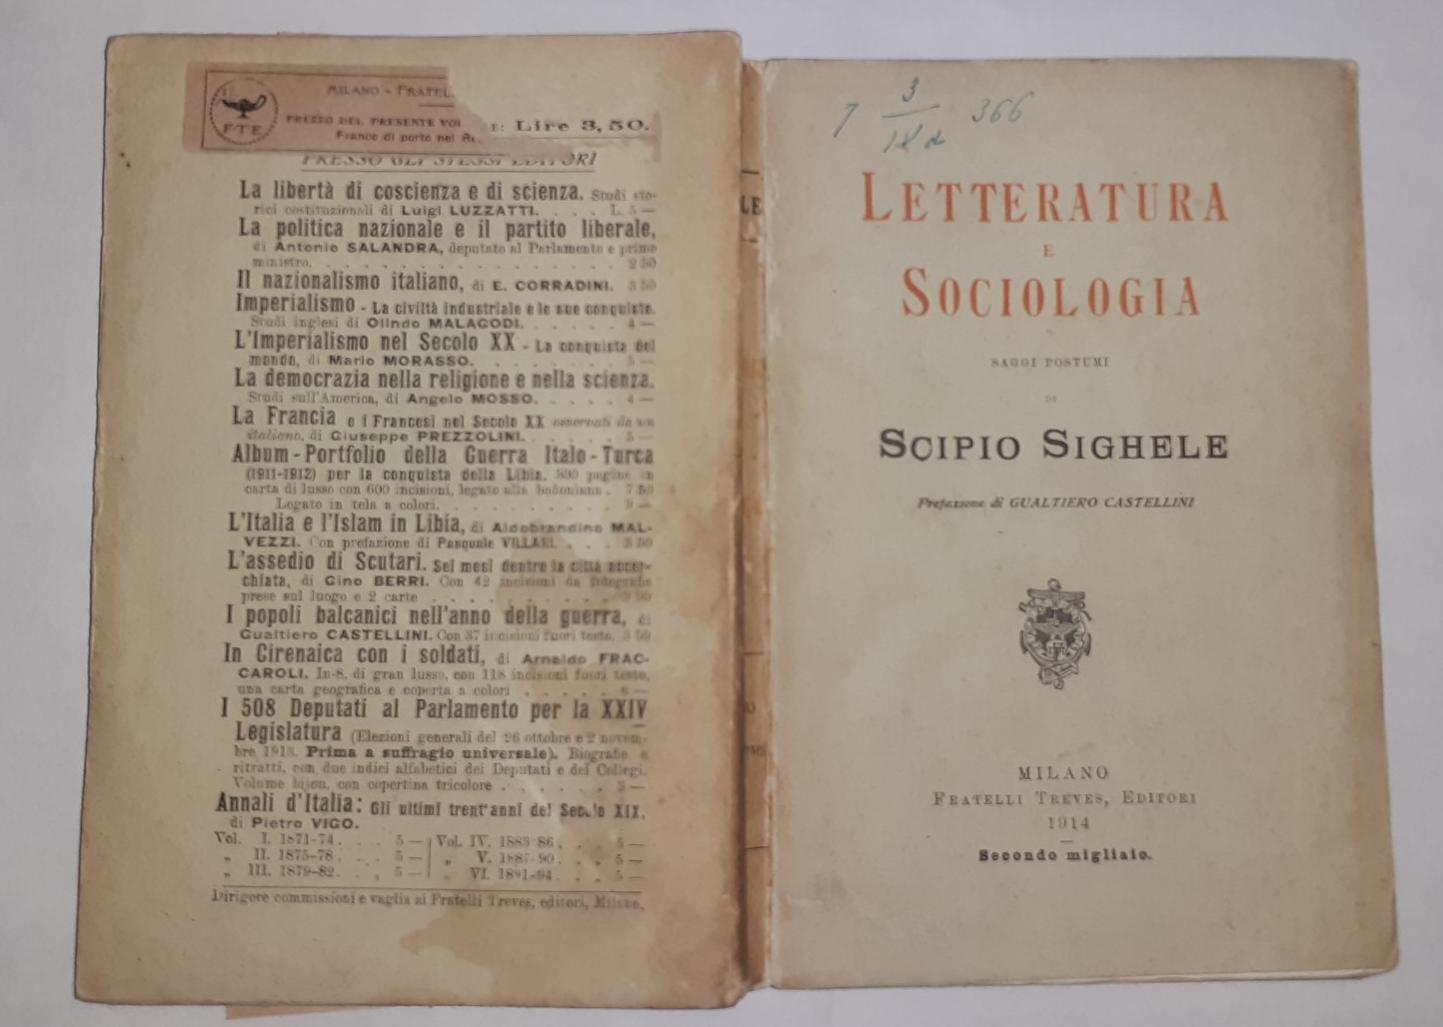 MILANO - FRATEL
FTE
PREZZO DEL PRESENTE VOL E: Lire 3,50.
Franco di porto nel
PRESSO GLI STESSI EDITORI
La libertà di coscienza e di scienza. Studi sto-
rici costituzionali di Luigi LUZZATTI. . . . L. 5 —
La politica nazionale e il partito liberale,
di Antonio SALANDRA, deputato al Parlamento e primo
ministro. . . . . . . . . . . . 2 50
Il nazionalismo italiano, di E. CORRADINI. 3 50
Imperialismo - La civiltà industriale e le sue conquiste.
Studi inglesi di Olindo MALAGODI. . . . . . 4 —
L'Imperialismo nel Secolo XX - La conquista del
mondo, di Mario MORASSO. . . . . . . . 5 —
La democrazia nella religione e nella scienza.
Studi sull'America, di Angelo MOSSO. . . . . 4 —
La Francia e i Francesi nel Secolo XX osservati da un
italiano, di Giuseppe PREZZOLINI. . . . . . 5 —
Album-Portfolio della Guerra Italo-Turca
(1911-1912) per la conquista della Libia. 300 pagine in
carta di lusso con 600 incisioni, legato alla bodoniana . 7 50
Legato in tela a colori. . . . . . . . . 9 —
L'Italia e l'Islam in Libia, di Aldobrandino MAL-
VEZZI. Con prefazione di Pasquale VILLARI. . . . 3 50
L'assedio di Scutari. Sei mesi dentro la città accer-
chiata, di Gino BERRI. Con 42 incisioni da fotografie
prese sul luogo e 2 carte . . . . . . . . 3 50
I popoli balcanici nell'anno della guerra, di
Gualtiero CASTELLINI. Con 37 incisioni fuori testo. 3 50
In Cirenaica con i soldati, di Arnaldo FRAC-
CAROLI. In-8, di gran lusso, con 118 incisioni fuori testo,
una carta geografica e coperta a colori . . . . . 6 —
I 508 Deputati al Parlamento per la XXIV
Legislatura (Elezioni generali del 26 ottobre e 2 novem-
bre 1913. Prima a suffragio universale). Biografie e
ritratti, con due indici alfabetici dei Deputati e dei Collegi.
Volume bijou, con copertina tricolore . . . . . . 3 —
Annali d'Italia: Gli ultimi trent'anni del Secolo XIX,
di Pietro VIGO.
Vol. I. 1871-74. . . . 5 — Vol. IV. 1883-86. . . . 5 —
„ II. 1875-78. . . . 5 — „ V. 1887-90. . . . 5 —
„ III. 1879-82. . . . 5 — „ VI. 1891-94. . . . 5 —
Dirigere commissioni e vaglia ai Fratelli Treves, editori, Milano.
LE
7 3 366
LETTERATURA
E
SOCIOLOGIA
SAGGI POSTUMI
DI
SCIPIO SIGHELE
Prefazione di GUALTIERO CASTELLINI
MILANO
FRATELLI TREVES, EDITORI
1914
Secondo migliaio.